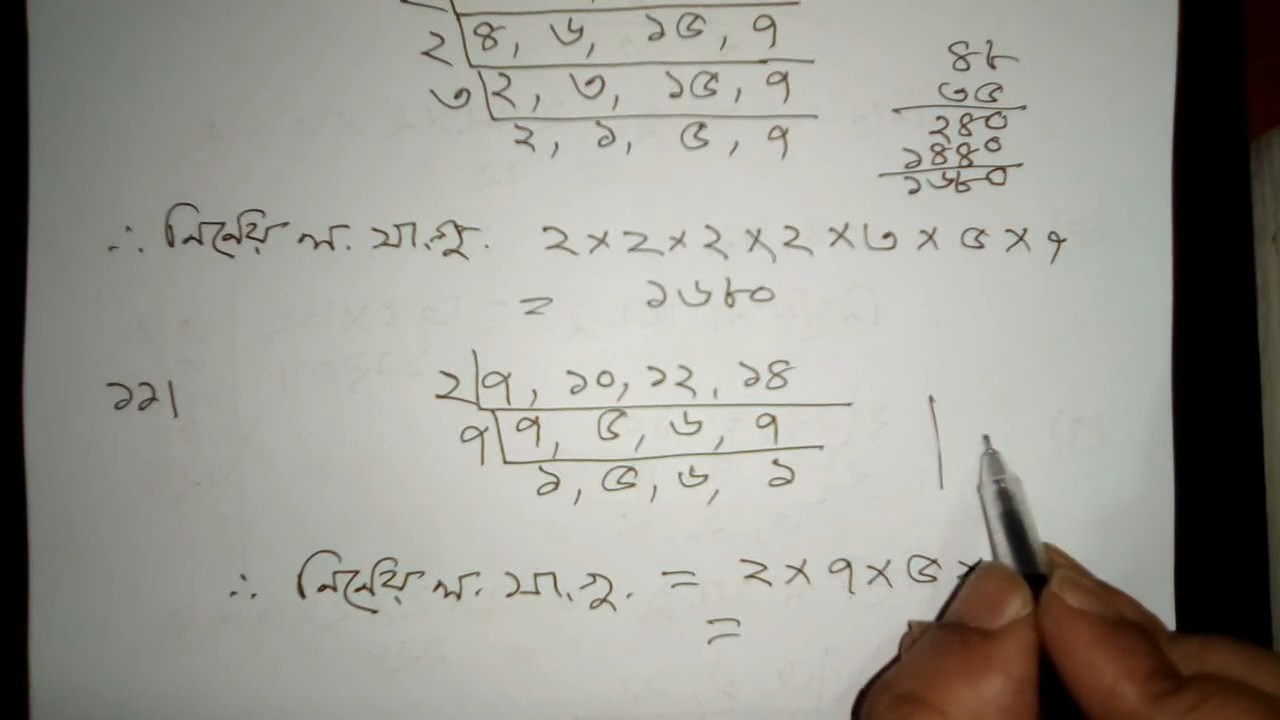 ২ ৪, ৬, ১৫, ৭
৩ ২, ৩, ১৫, ৭
২, ১, ৫, ৭
৪৮
৩৫
২৪০
১৪৪০
১৬৮০
∴ নির্ণেয় ল. সা. গু. ২×২×২×২×৩×৫×৭
= ১৬৮০
১১। ২ ৭, ১০, ১২, ১৪
৭ ৭, ৫, ৬, ৭
১, ৫, ৬, ১
∴ নির্ণেয় ল. সা. গু. = ২×৭×৫×
=